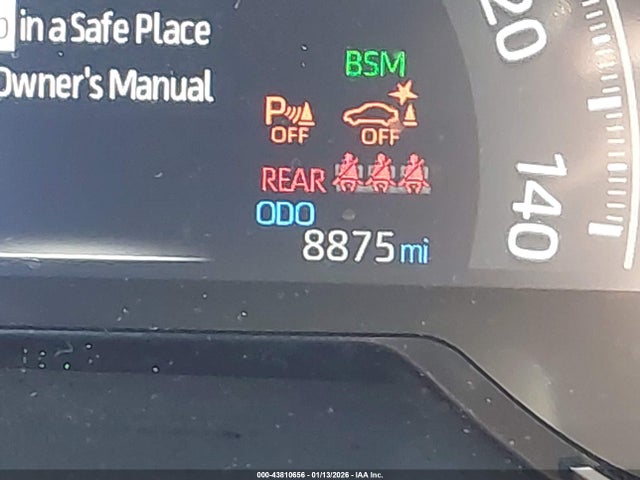 in a Safe Place
Owner's Manual
BSM
P
OFF
OFF
REAR
ODO
8875 mi
140
000-43810656 - 01/13/2026 - IAA Inc.